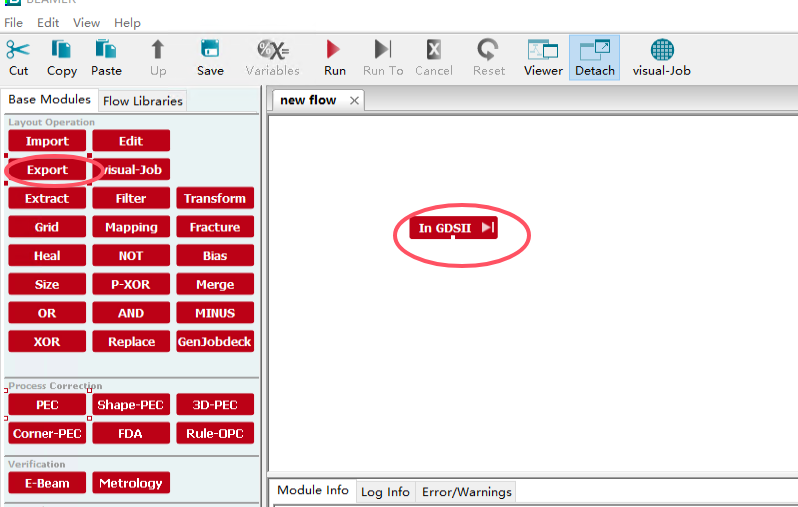 BEAMER
File Edit View Help
Cut Copy Paste Up Save Variables Run Run To Cancel Reset Viewer Detach visual-Job
Base Modules Flow Libraries
new flow
Layout Operation
Import Edit
Export visual-Job
Extract Filter Transform
Grid Mapping Fracture
Heal NOT Bias
Size P-XOR Merge
OR AND MINUS
XOR Replace GenJobdeck
Process Correction
PEC Shape-PEC 3D-PEC
Corner-PEC FDA Rule-OPC
Verification
E-Beam Metrology
In GDSII
Module Info Log Info Error/Warnings